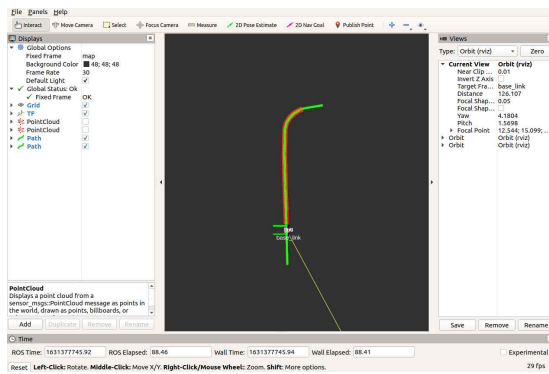 File Panels Help
Interact Move Camera Select Focus Camera Measure 2D Pose Estimate 2D Nav Goal Publish Point
Displays
Global Options
Fixed Frame map
Background Color 48; 48; 48
Frame Rate 30
Default Light
Global Status: Ok
Fixed Frame OK
Grid
TF
PointCloud
PointCloud
Path
Path
PointCloud
Displays a point cloud from a
sensor_msgs::PointCloud message as points in
the world, drawn as points, billboards, or
Add Duplicate Remove Rename
base_link
Views
Type: Orbit (rviz) Zero
Current View Orbit (rviz)
Near Clip ... 0.01
Invert Z Axis
Target Fra... base_link
Distance 126.107
Focal Shap... 0.05
Focal Shap...
Yaw 4.1804
Pitch 1.5698
Focal Point 12.544; 15.099; ...
Orbit Orbit (rviz)
Orbit Orbit (rviz)
Save Remove Rename
Time
ROS Time: 1631377745.92 ROS Elapsed: 88.46 Wall Time: 1631377745.94 Wall Elapsed: 88.41 Experimental
Reset Left-Click: Rotate. Middle-Click: Move X/Y. Right-Click/Mouse Wheel: Zoom. Shift: More options. 29 fps